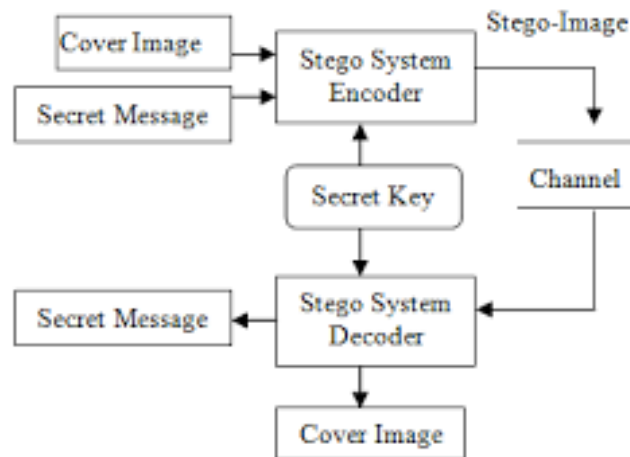 Stego-Image
Cover Image
Stego System
Encoder
Secret Message
Channel
Secret Key
Secret Message
Stego System
Decoder
Cover Image